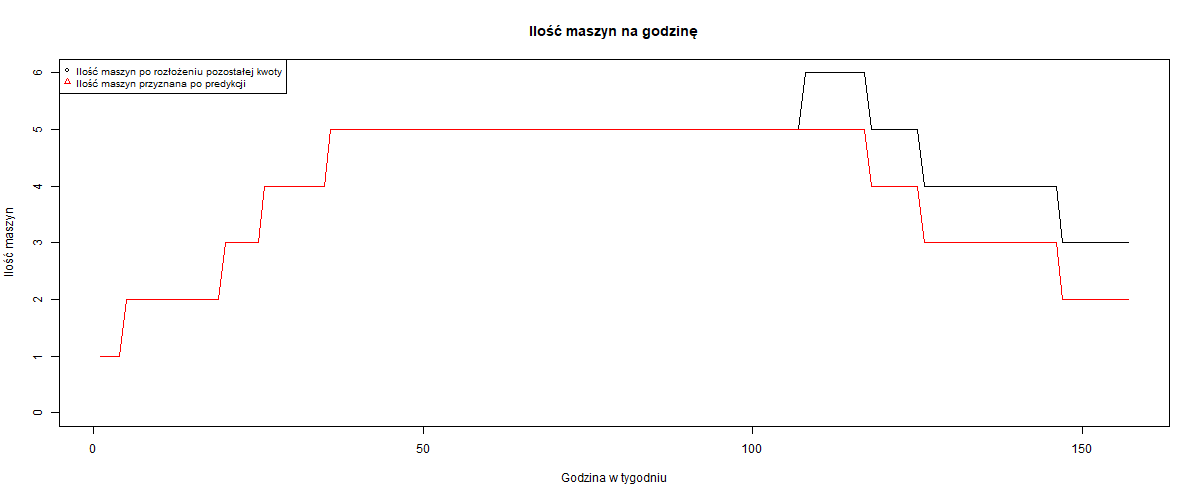 Ilość maszyn na godzinę
Ilość maszyn po rozłożeniu pozostałej kwoty
Ilość maszyn przyznana po predykcji
Ilość maszyn
6
5
4
3
2
1
0
0 50 100 150
Godzina w tygodniu